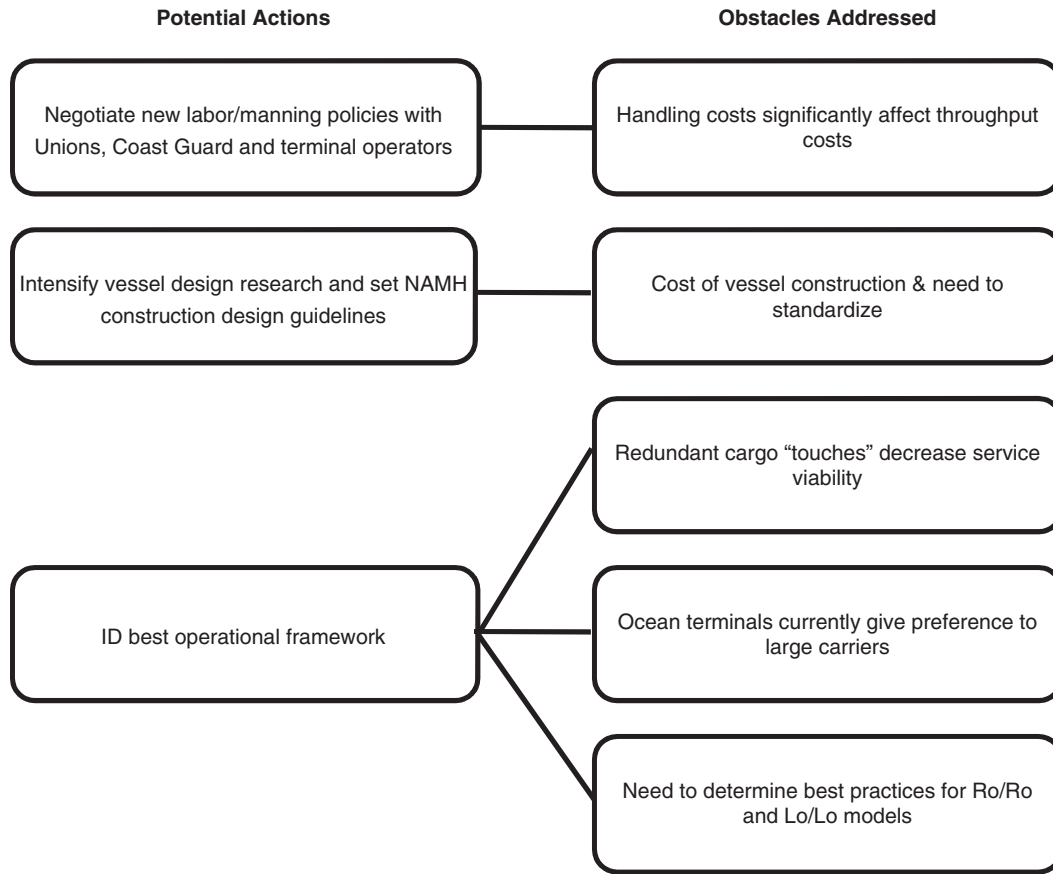 Potential Actions
Obstacles Addressed
Negotiate new labor/manning policies with
Unions, Coast Guard and terminal operators
Handling costs significantly affect throughput
costs
Intensify vessel design research and set NAMH
construction design guidelines
Cost of vessel construction & need to
standardize
Redundant cargo “touches” decrease service
viability
ID best operational framework
Ocean terminals currently give preference to
large carriers
Need to determine best practices for Ro/Ro
and Lo/Lo models